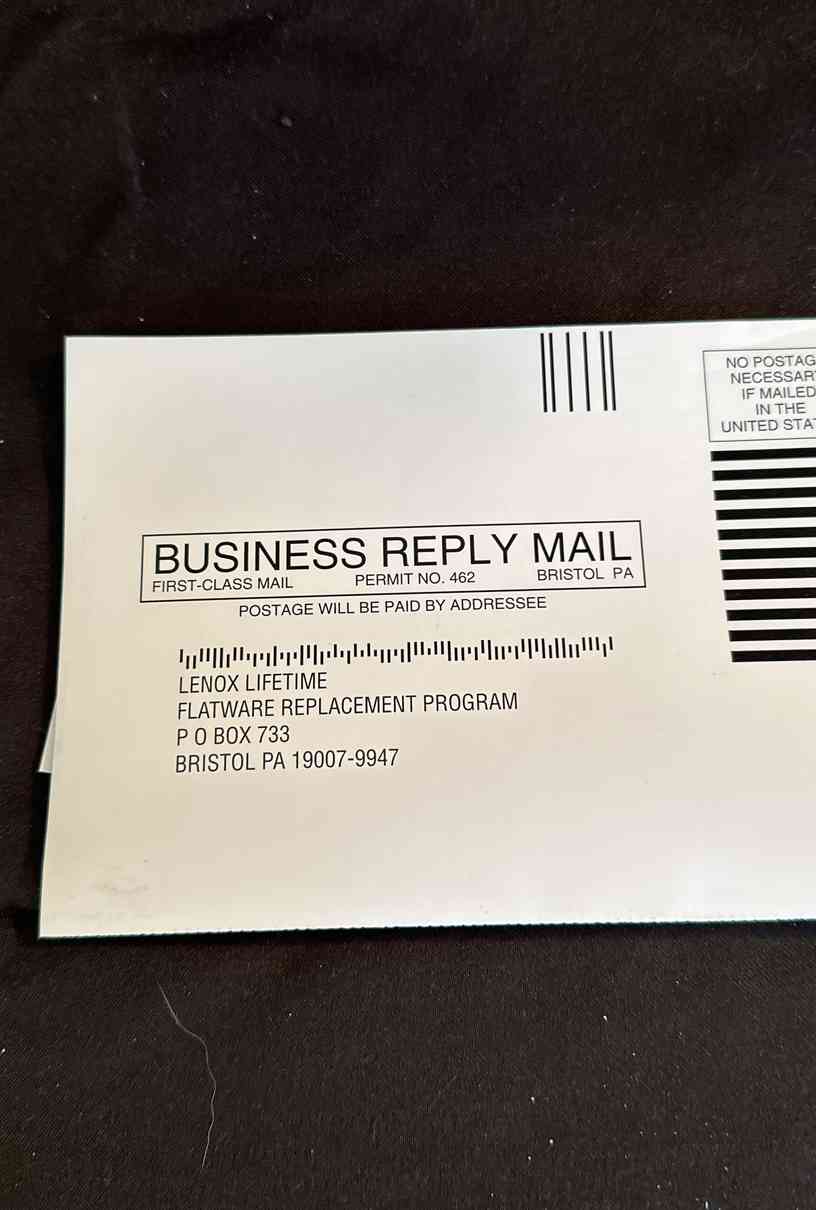 NO POSTAG
NECESSAR
IF MAILED
IN THE
UNITED STAT
BUSINESS REPLY MAIL
FIRST-CLASS MAIL PERMIT NO. 462 BRISTOL PA
POSTAGE WILL BE PAID BY ADDRESSEE
LENOX LIFETIME
FLATWARE REPLACEMENT PROGRAM
P O BOX 733
BRISTOL PA 19007-9947